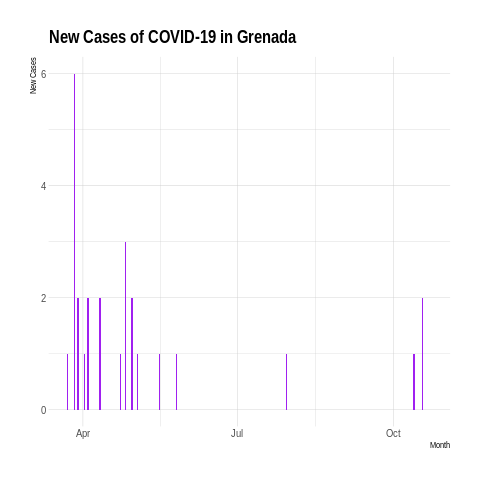 New Cases of COVID-19 in Grenada
New Cases
6
4
2
0
Apr
Jul
Oct
Month